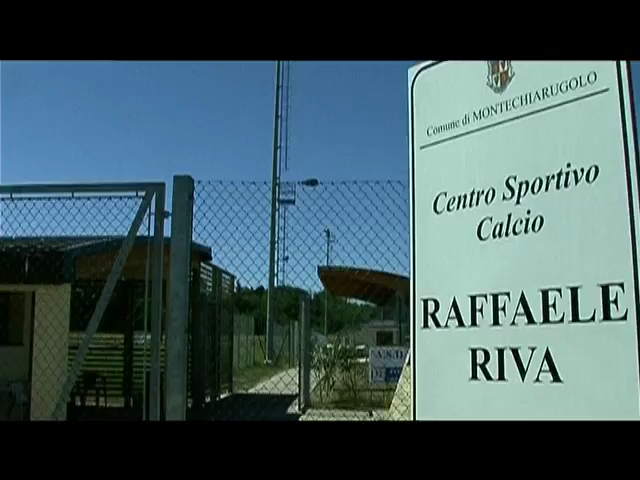 Comune di MONTECHIARUGOLO
Centro Sportivo
Calcio
RAFFAELE
RIVA
A.S.D.